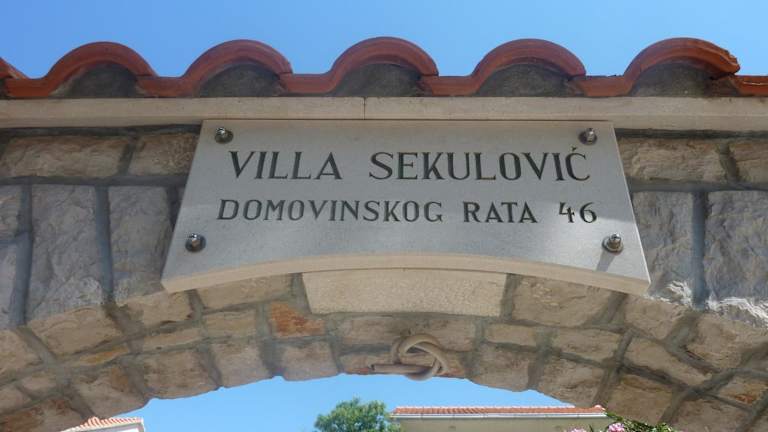 VILLA SEKULOVIĆ
DOMOVINSKOG RATA 46